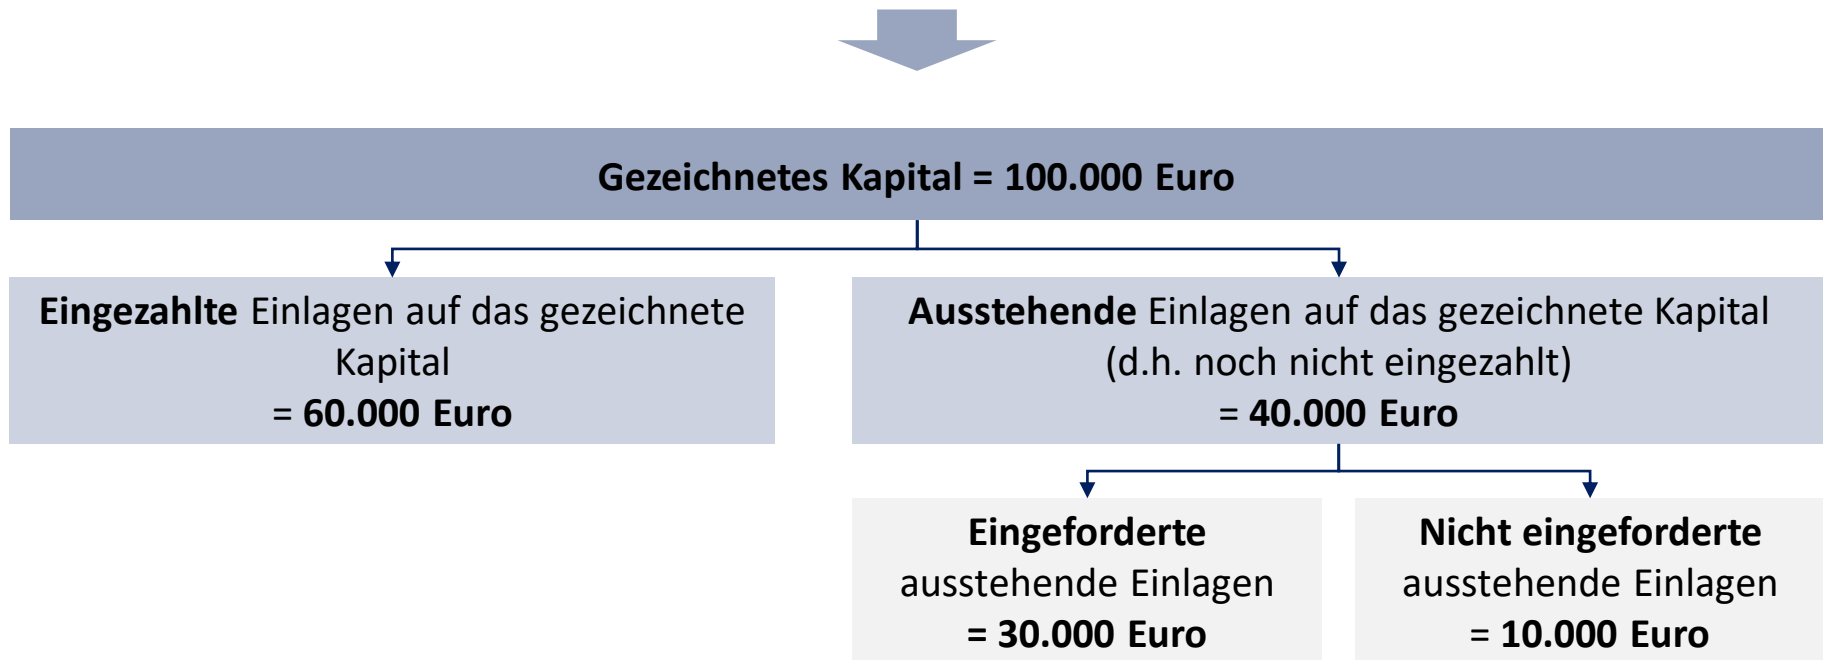 Gezeichnetes Kapital = 100.000 Euro
Eingezahlte Einlagen auf das gezeichnete
Kapital
= 60.000 Euro
Ausstehende Einlagen auf das gezeichnete Kapital
(d.h. noch nicht eingezahlt)
= 40.000 Euro
Eingeforderte
ausstehende Einlagen
= 30.000 Euro
Nicht eingeforderte
ausstehende Einlagen
= 10.000 Euro